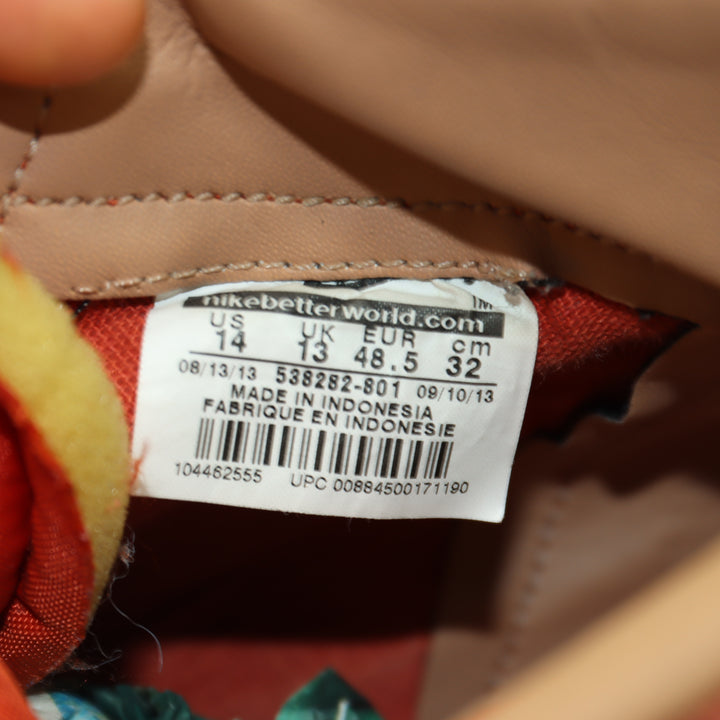 nikebetterworld.com TM
US UK EUR cm
14 13 48.5 32
08/13/13 538282-801 09/10/13
MADE IN INDONESIA
FABRIQUE EN INDONESIE
104462555 UPC 00884500171190